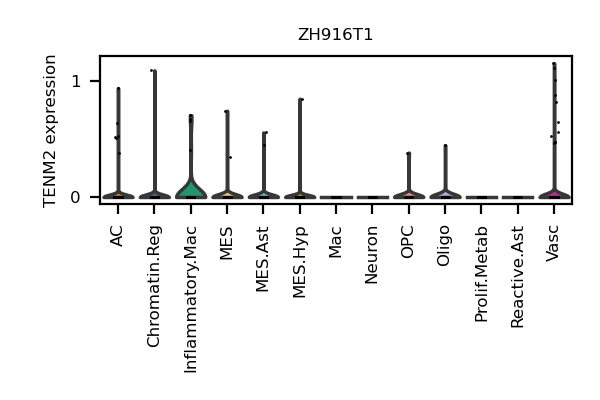 ZH916T1
TENM2 expression
1
0
AC
Chromatin.Reg
Inflammatory.Mac
MES
MES.Ast
MES.Hyp
Mac
Neuron
OPC
Oligo
Prolif.Metab
Reactive.Ast
Vasc